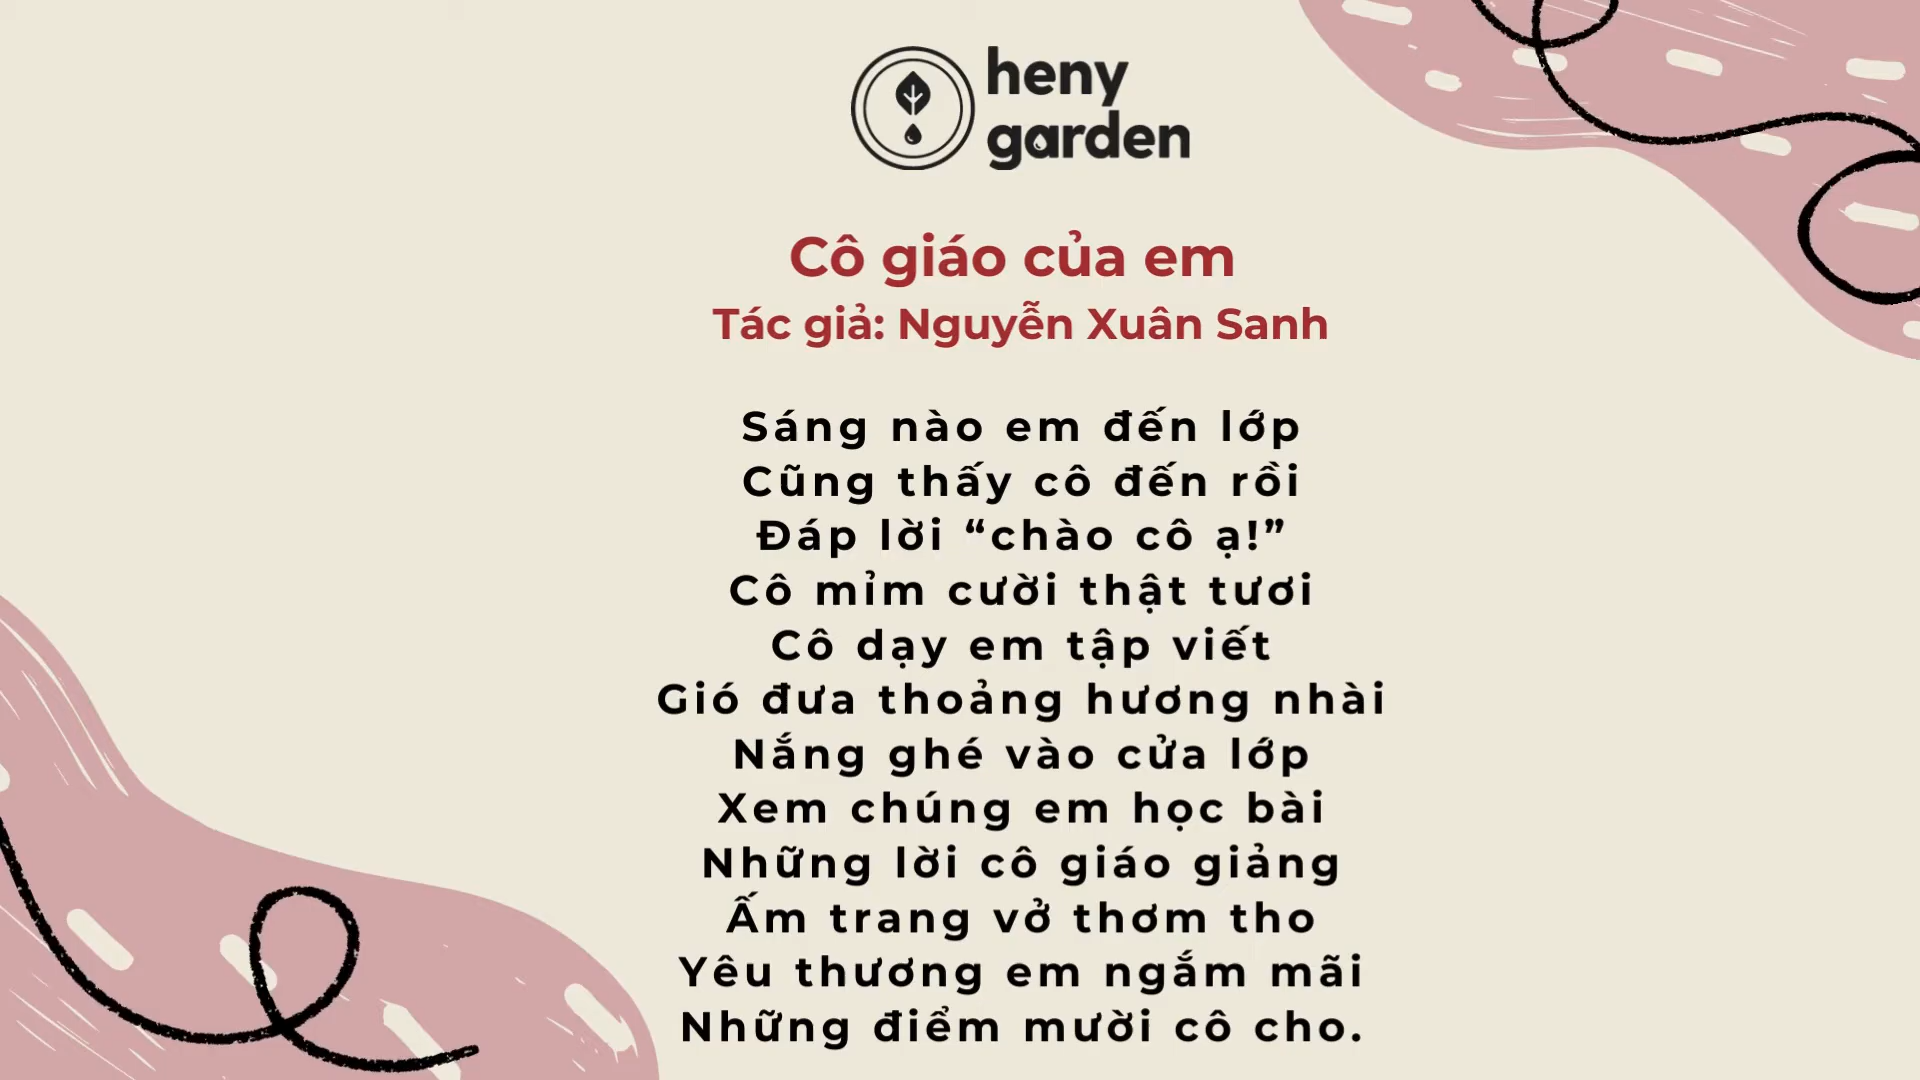 heny
garden
Cô giáo của em
Tác giả: Nguyễn Xuân Sanh
Sáng nào em đến lớp
Cũng thấy cô đến rồi
Đáp lời “chào cô ạ!”
Cô mỉm cười thật tươi
Cô dạy em tập viết
Gió đưa thoảng hương nhài
Nắng ghé vào cửa lớp
Xem chúng em học bài
Những lời cô giáo giảng
Ấm trang vở thơm tho
Yêu thương em ngắm mãi
Những điểm mười cô cho.